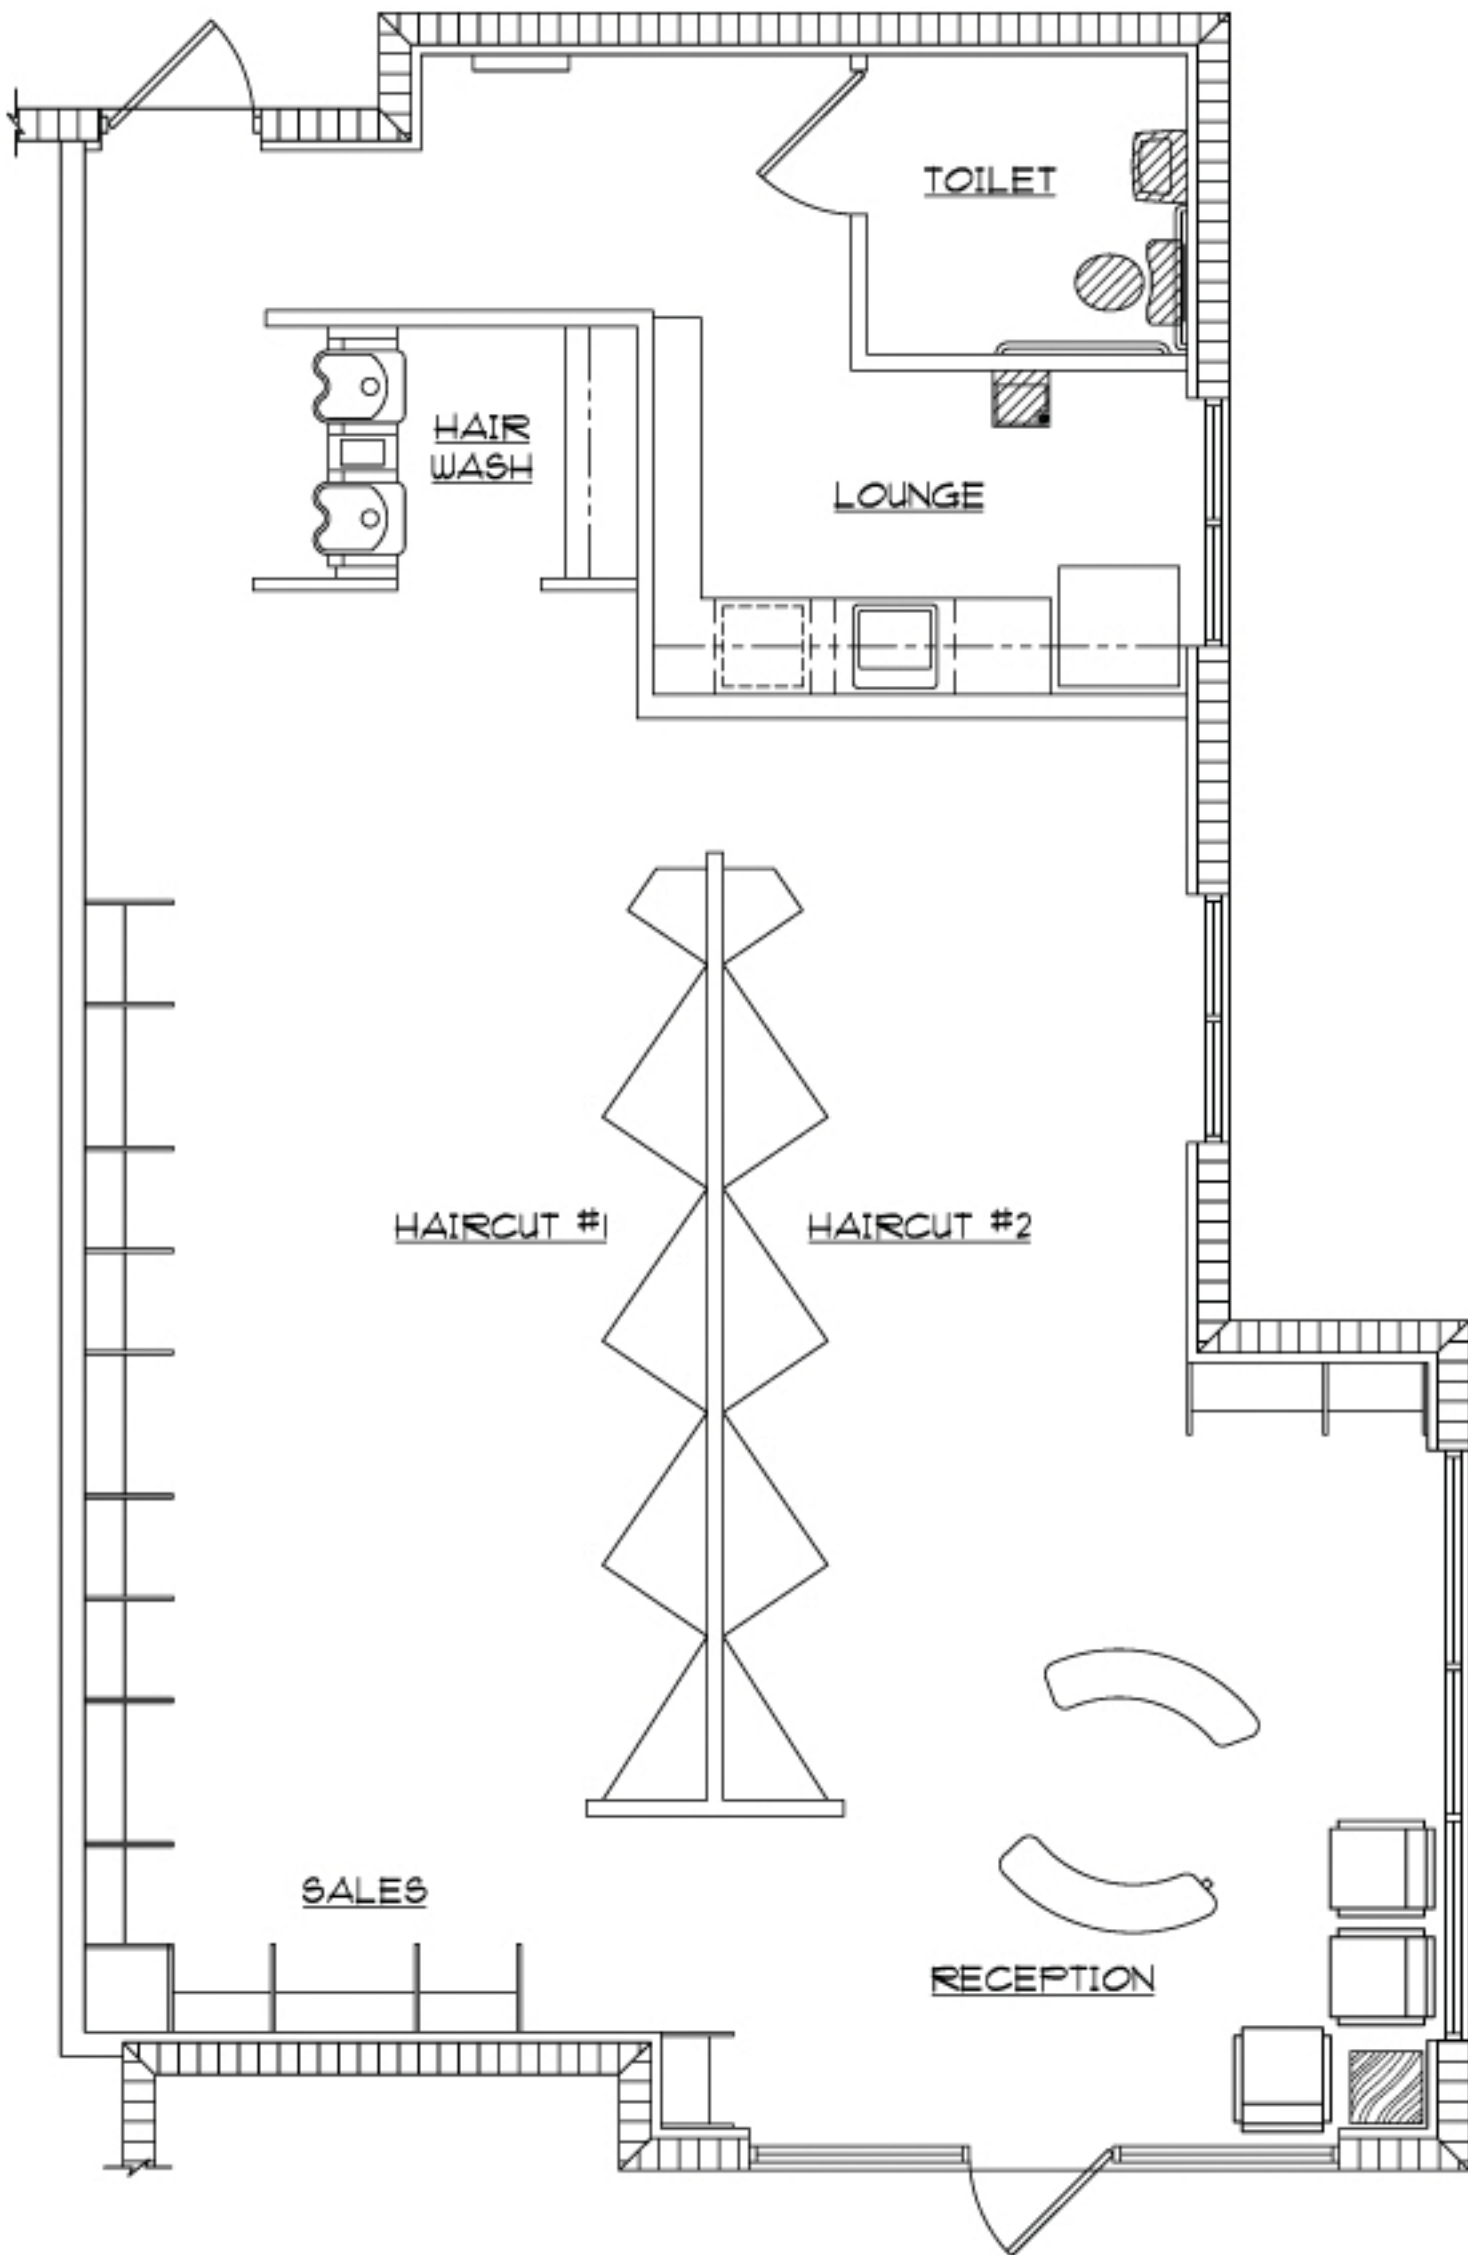 TOILET
HAIR
WASH
LOUNGE
HAIRCUT #1
HAIRCUT #2
SALES
RECEPTION